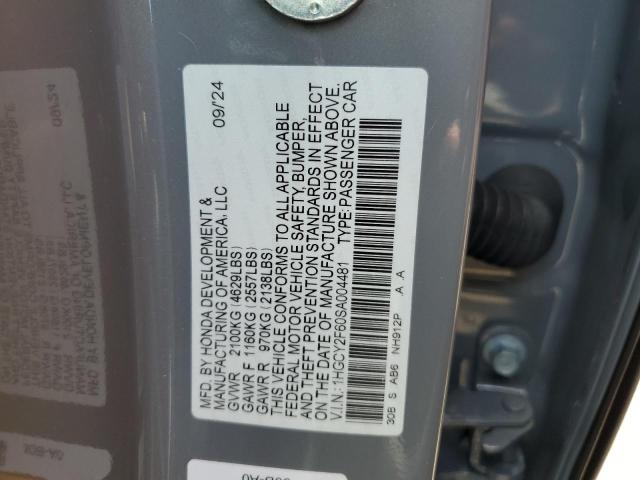 MFD. BY HONDA DEVELOPMENT &
MANUFACTURING OF AMERICA, LLC 09/24
GVWR 2100KG (4629LBS)
GAWR F 1160KG (2557LBS)
GAWR R 970KG (2138LBS)
THIS VEHICLE CONFORMS TO ALL APPLICABLE
FEDERAL MOTOR VEHICLE SAFETY, BUMPER,
AND THEFT PREVENTION STANDARDS IN EFFECT
ON THE DATE OF MANUFACTURE SHOWN ABOVE.
V.I.N.: 1HGCY2F60SA004481 TYPE:PASSENGER CAR
30B S AB6 NH912P A A